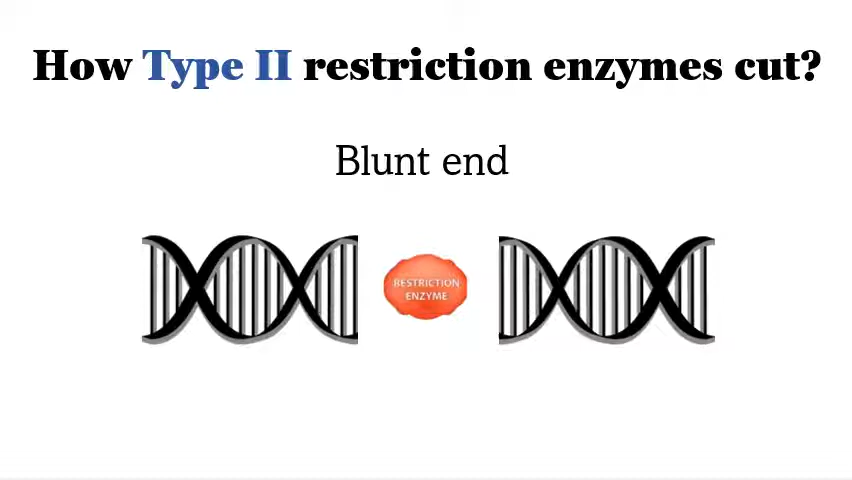 How Type II restriction enzymes cut?
Blunt end
RESTRICTION
ENZYME